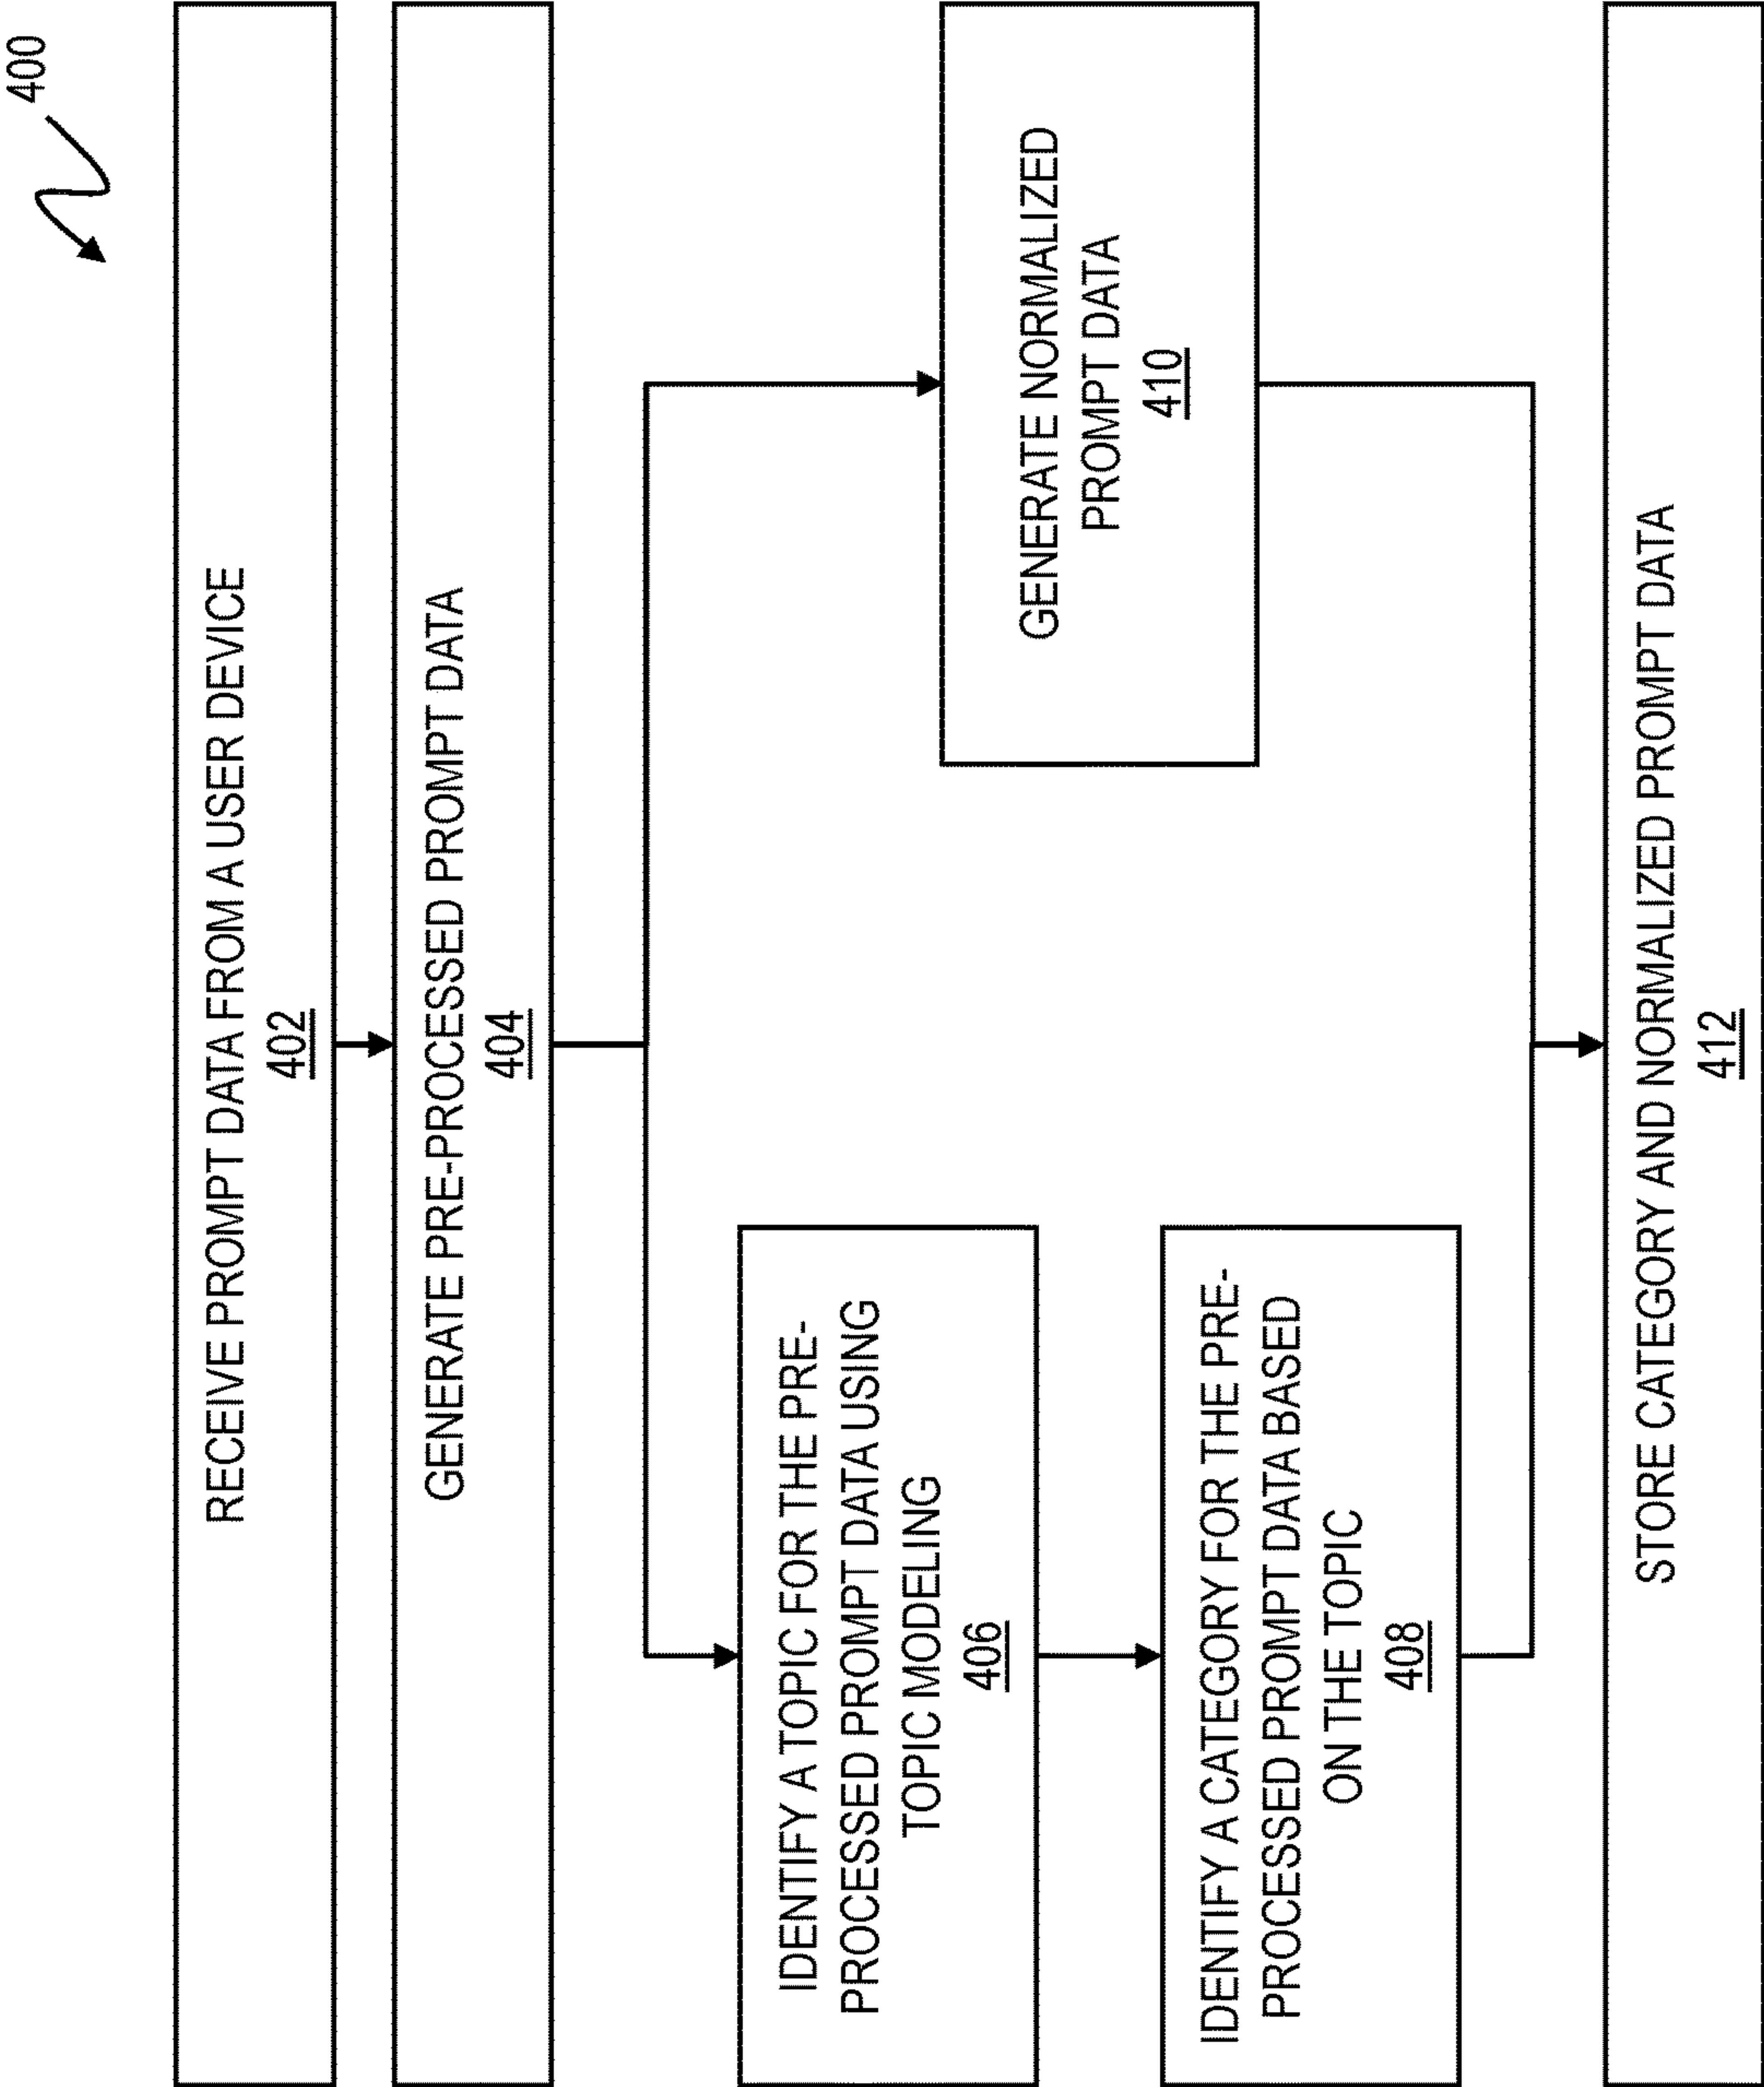 400
RECEIVE PROMPT DATA FROM A USER DEVICE
402
GENERATE PRE-PROCESSED PROMPT DATA
404
IDENTIFY A TOPIC FOR THE PRE-
PROCESSED PROMPT DATA USING
TOPIC MODELING
406
IDENTIFY A CATEGORY FOR THE PRE-
PROCESSED PROMPT DATA BASED
ON THE TOPIC
408
GENERATE NORMALIZED
PROMPT DATA
410
STORE CATEGORY AND NORMALIZED PROMPT DATA
412